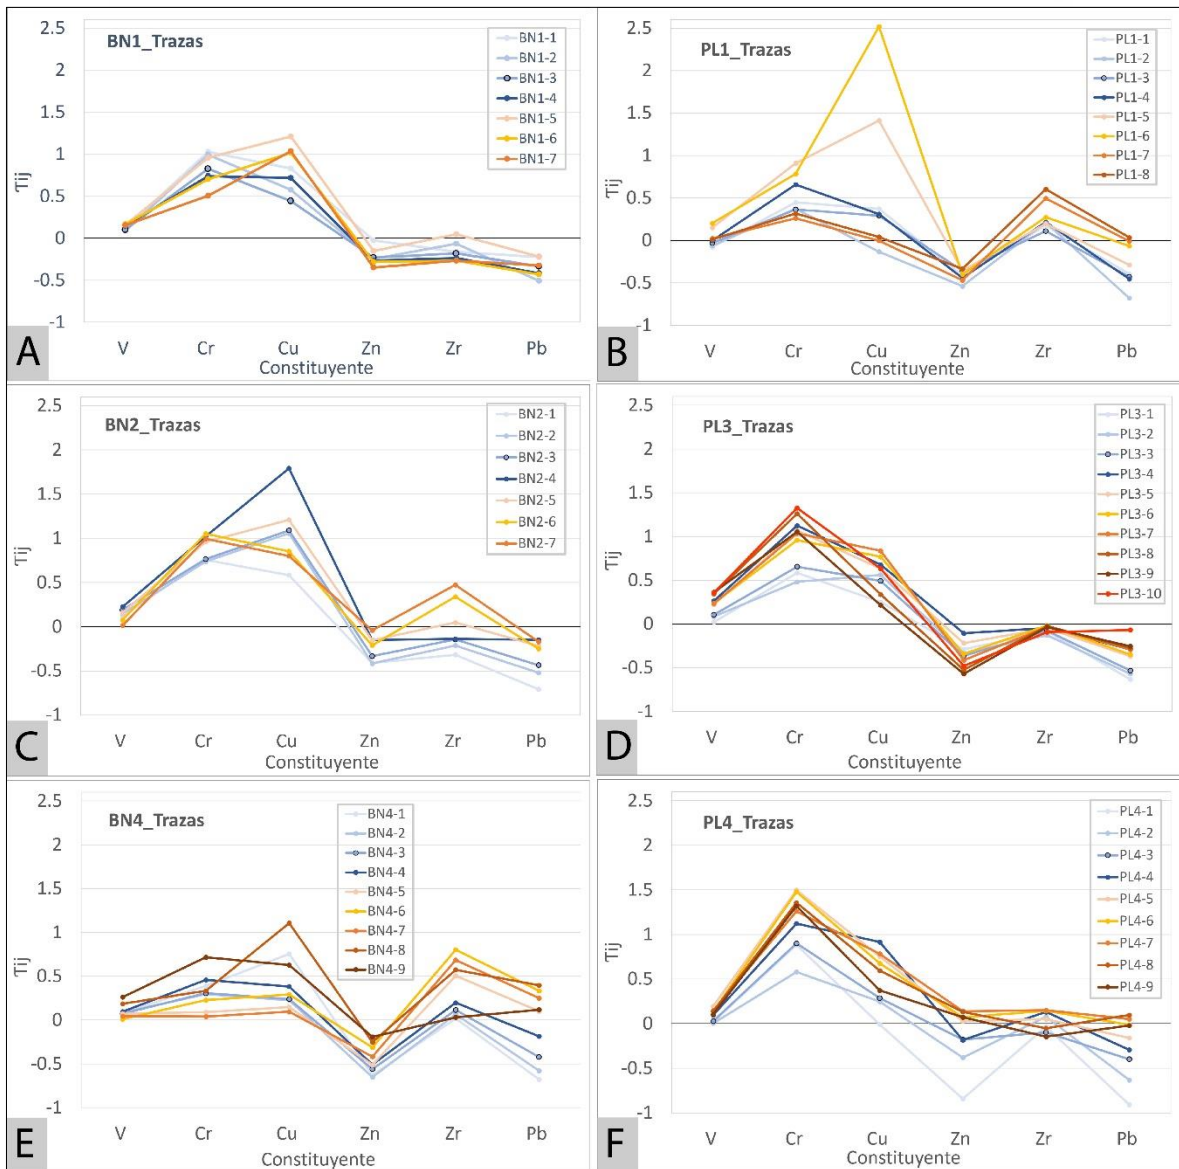 BN1_Trazas
2.5
2
1.5
1
0.5
0
-0.5
-1
Tij
BN1-1
BN1-2
BN1-3
BN1-4
BN1-5
BN1-6
BN1-7
V Cr Cu Zn Zr Pb
Constituyente
A
PL1_Trazas
2.5
2
1.5
1
0.5
0
-0.5
-1
Tij
PL1-1
PL1-2
PL1-3
PL1-4
PL1-5
PL1-6
PL1-7
PL1-8
V Cr Cu Zn Zr Pb
Constituyente
B
BN2_Trazas
2.5
2
1.5
1
0.5
0
-0.5
-1
Tij
BN2-1
BN2-2
BN2-3
BN2-4
BN2-5
BN2-6
BN2-7
V Cr Cu Zn Zr Pb
Constituyente
C
PL3_Trazas
2.5
2
1.5
1
0.5
0
-0.5
-1
Tij
PL3-1
PL3-2
PL3-3
PL3-4
PL3-5
PL3-6
PL3-7
PL3-8
PL3-9
PL3-10
V Cr Cu Zn Zr Pb
Constituyente
D
BN4_Trazas
2.5
2
1.5
1
0.5
0
-0.5
-1
Tij
BN4-1
BN4-2
BN4-3
BN4-4
BN4-5
BN4-6
BN4-7
BN4-8
BN4-9
V Cr Cu Zn Zr Pb
Constituyente
E
PL4_Trazas
2.5
2
1.5
1
0.5
0
-0.5
-1
Tij
PL4-1
PL4-2
PL4-3
PL4-4
PL4-5
PL4-6
PL4-7
PL4-8
PL4-9
V Cr Cu Zn Zr Pb
Constituyente
F